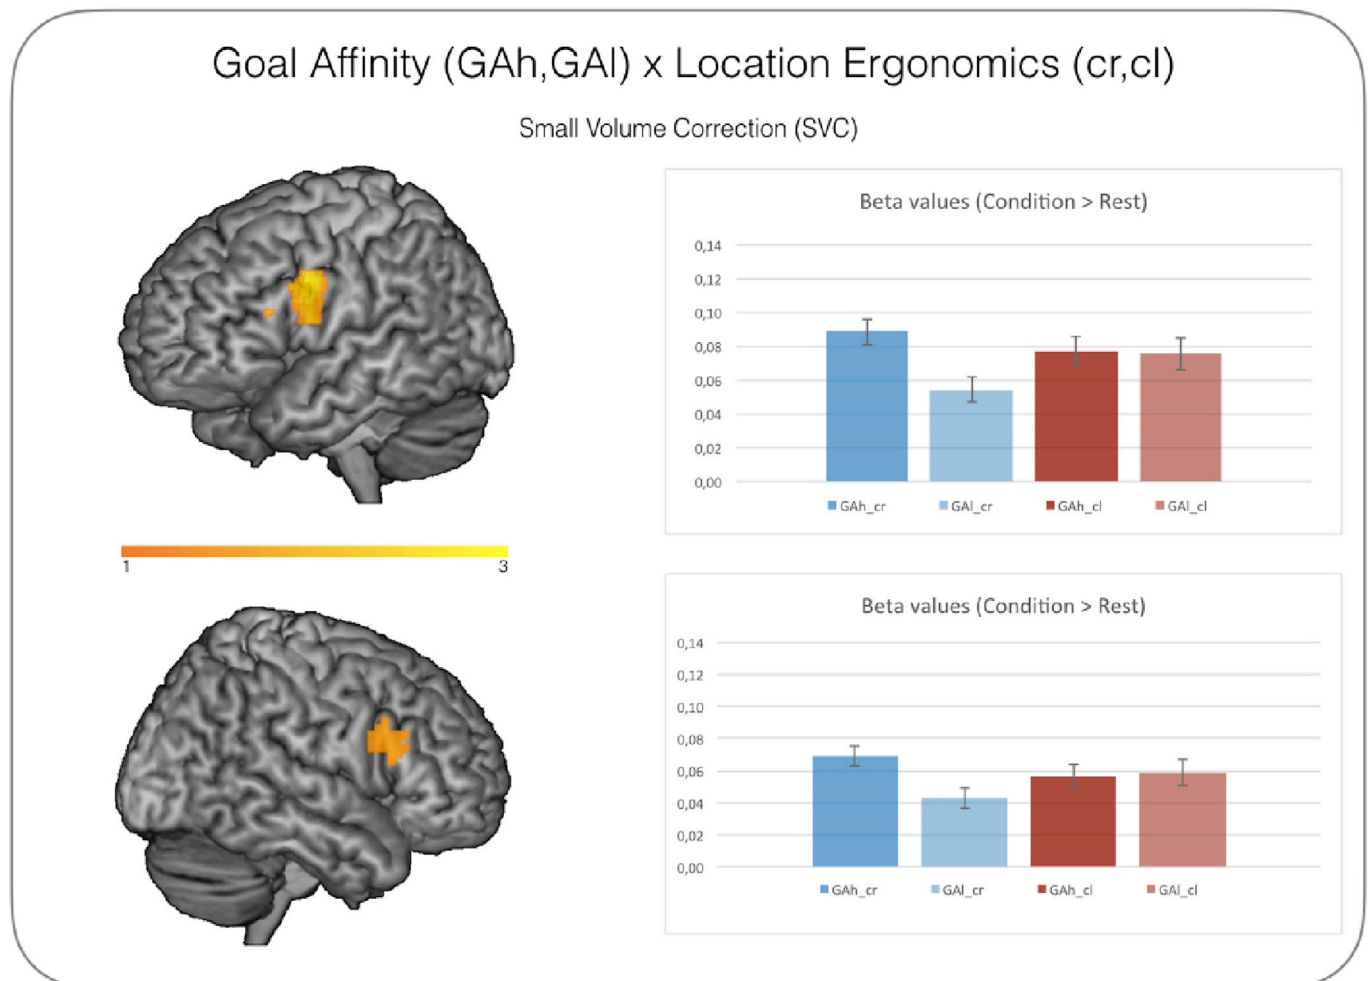 Goal Affinity (GAh,GAl) x Location Ergonomics (cr,cl)
Small Volume Correction (SVC)
Beta values (Condition > Rest)
0,14
0,12
0,10
0,08
0,06
0,04
0,02
0,00
GAh_cr GAl_cr GAh_cl GAl_cl
1 3
Beta values (Condition > Rest)
0,14
0,12
0,10
0,08
0,06
0,04
0,02
0,00
GAh_cr GAl_cr GAh_cl GAl_cl